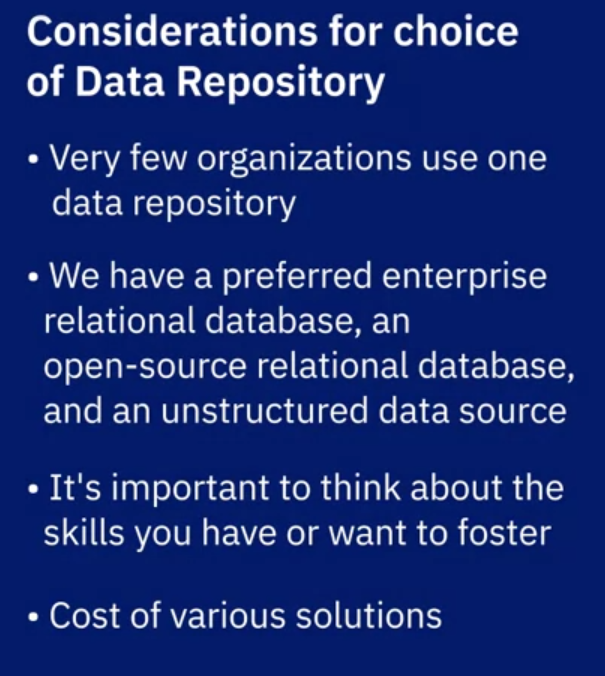 Considerations for choice
of Data Repository
• Very few organizations use one
data repository
• We have a preferred enterprise
relational database, an
open-source relational database,
and an unstructured data source
• It's important to think about the
skills you have or want to foster
• Cost of various solutions